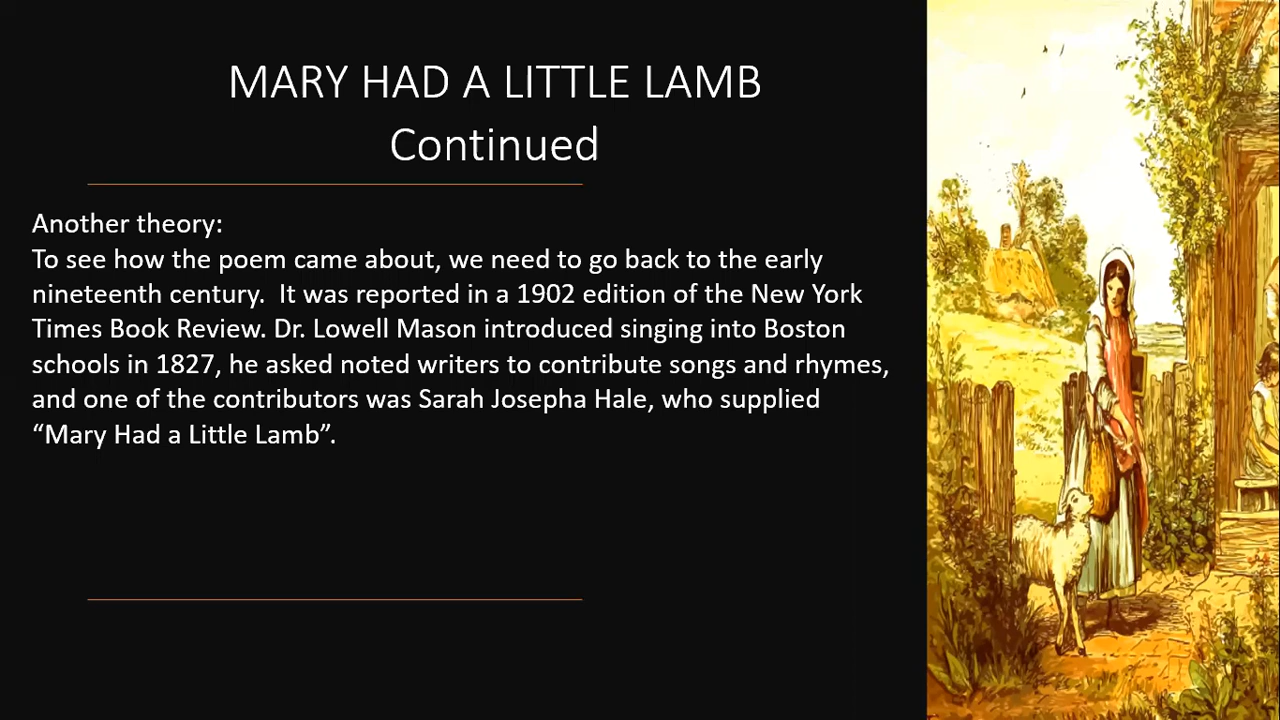 MARY HAD A LITTLE LAMB
Continued
Another theory:
To see how the poem came about, we need to go back to the early
nineteenth century.  It was reported in a 1902 edition of the New York
Times Book Review. Dr. Lowell Mason introduced singing into Boston
schools in 1827, he asked noted writers to contribute songs and rhymes,
and one of the contributors was Sarah Josepha Hale, who supplied
“Mary Had a Little Lamb”.